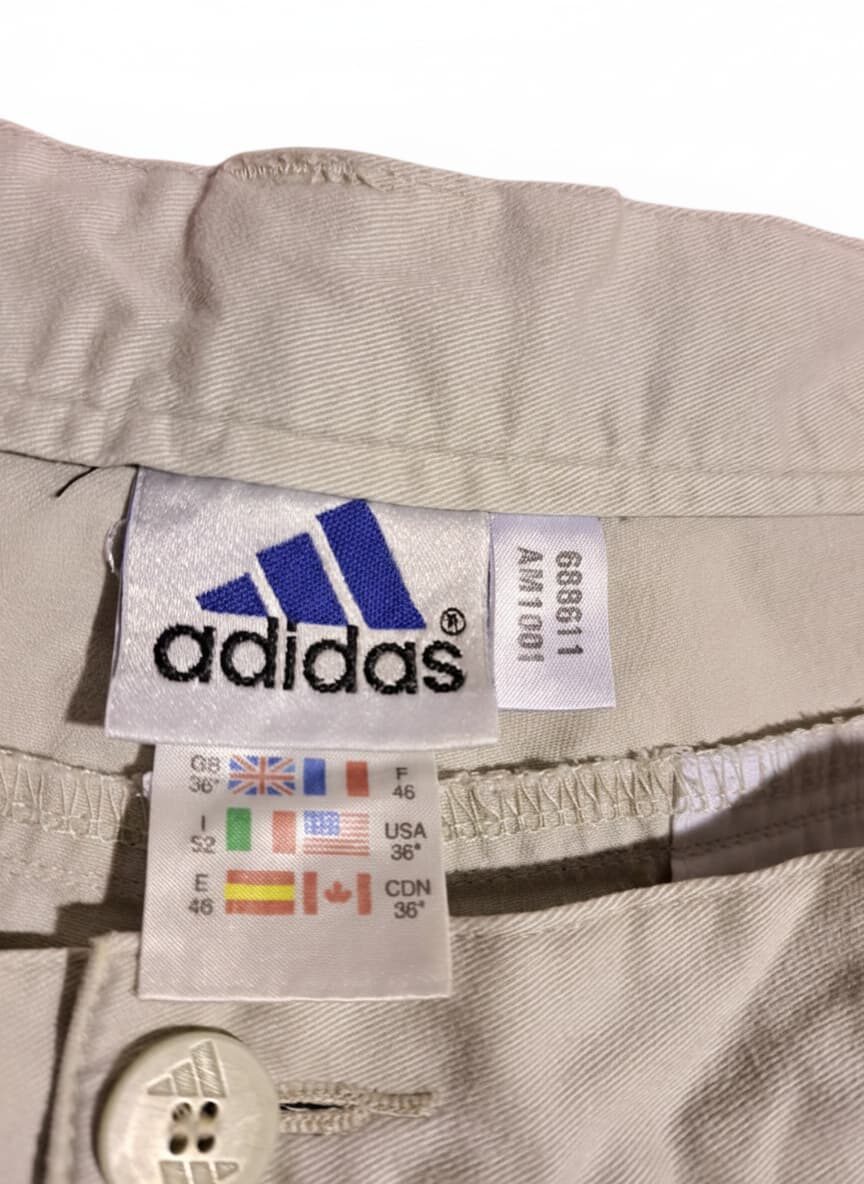 adidas®
688611
AM1001
GB
36"
F
46
I
52
USA
36"
E
46
CDN
36"